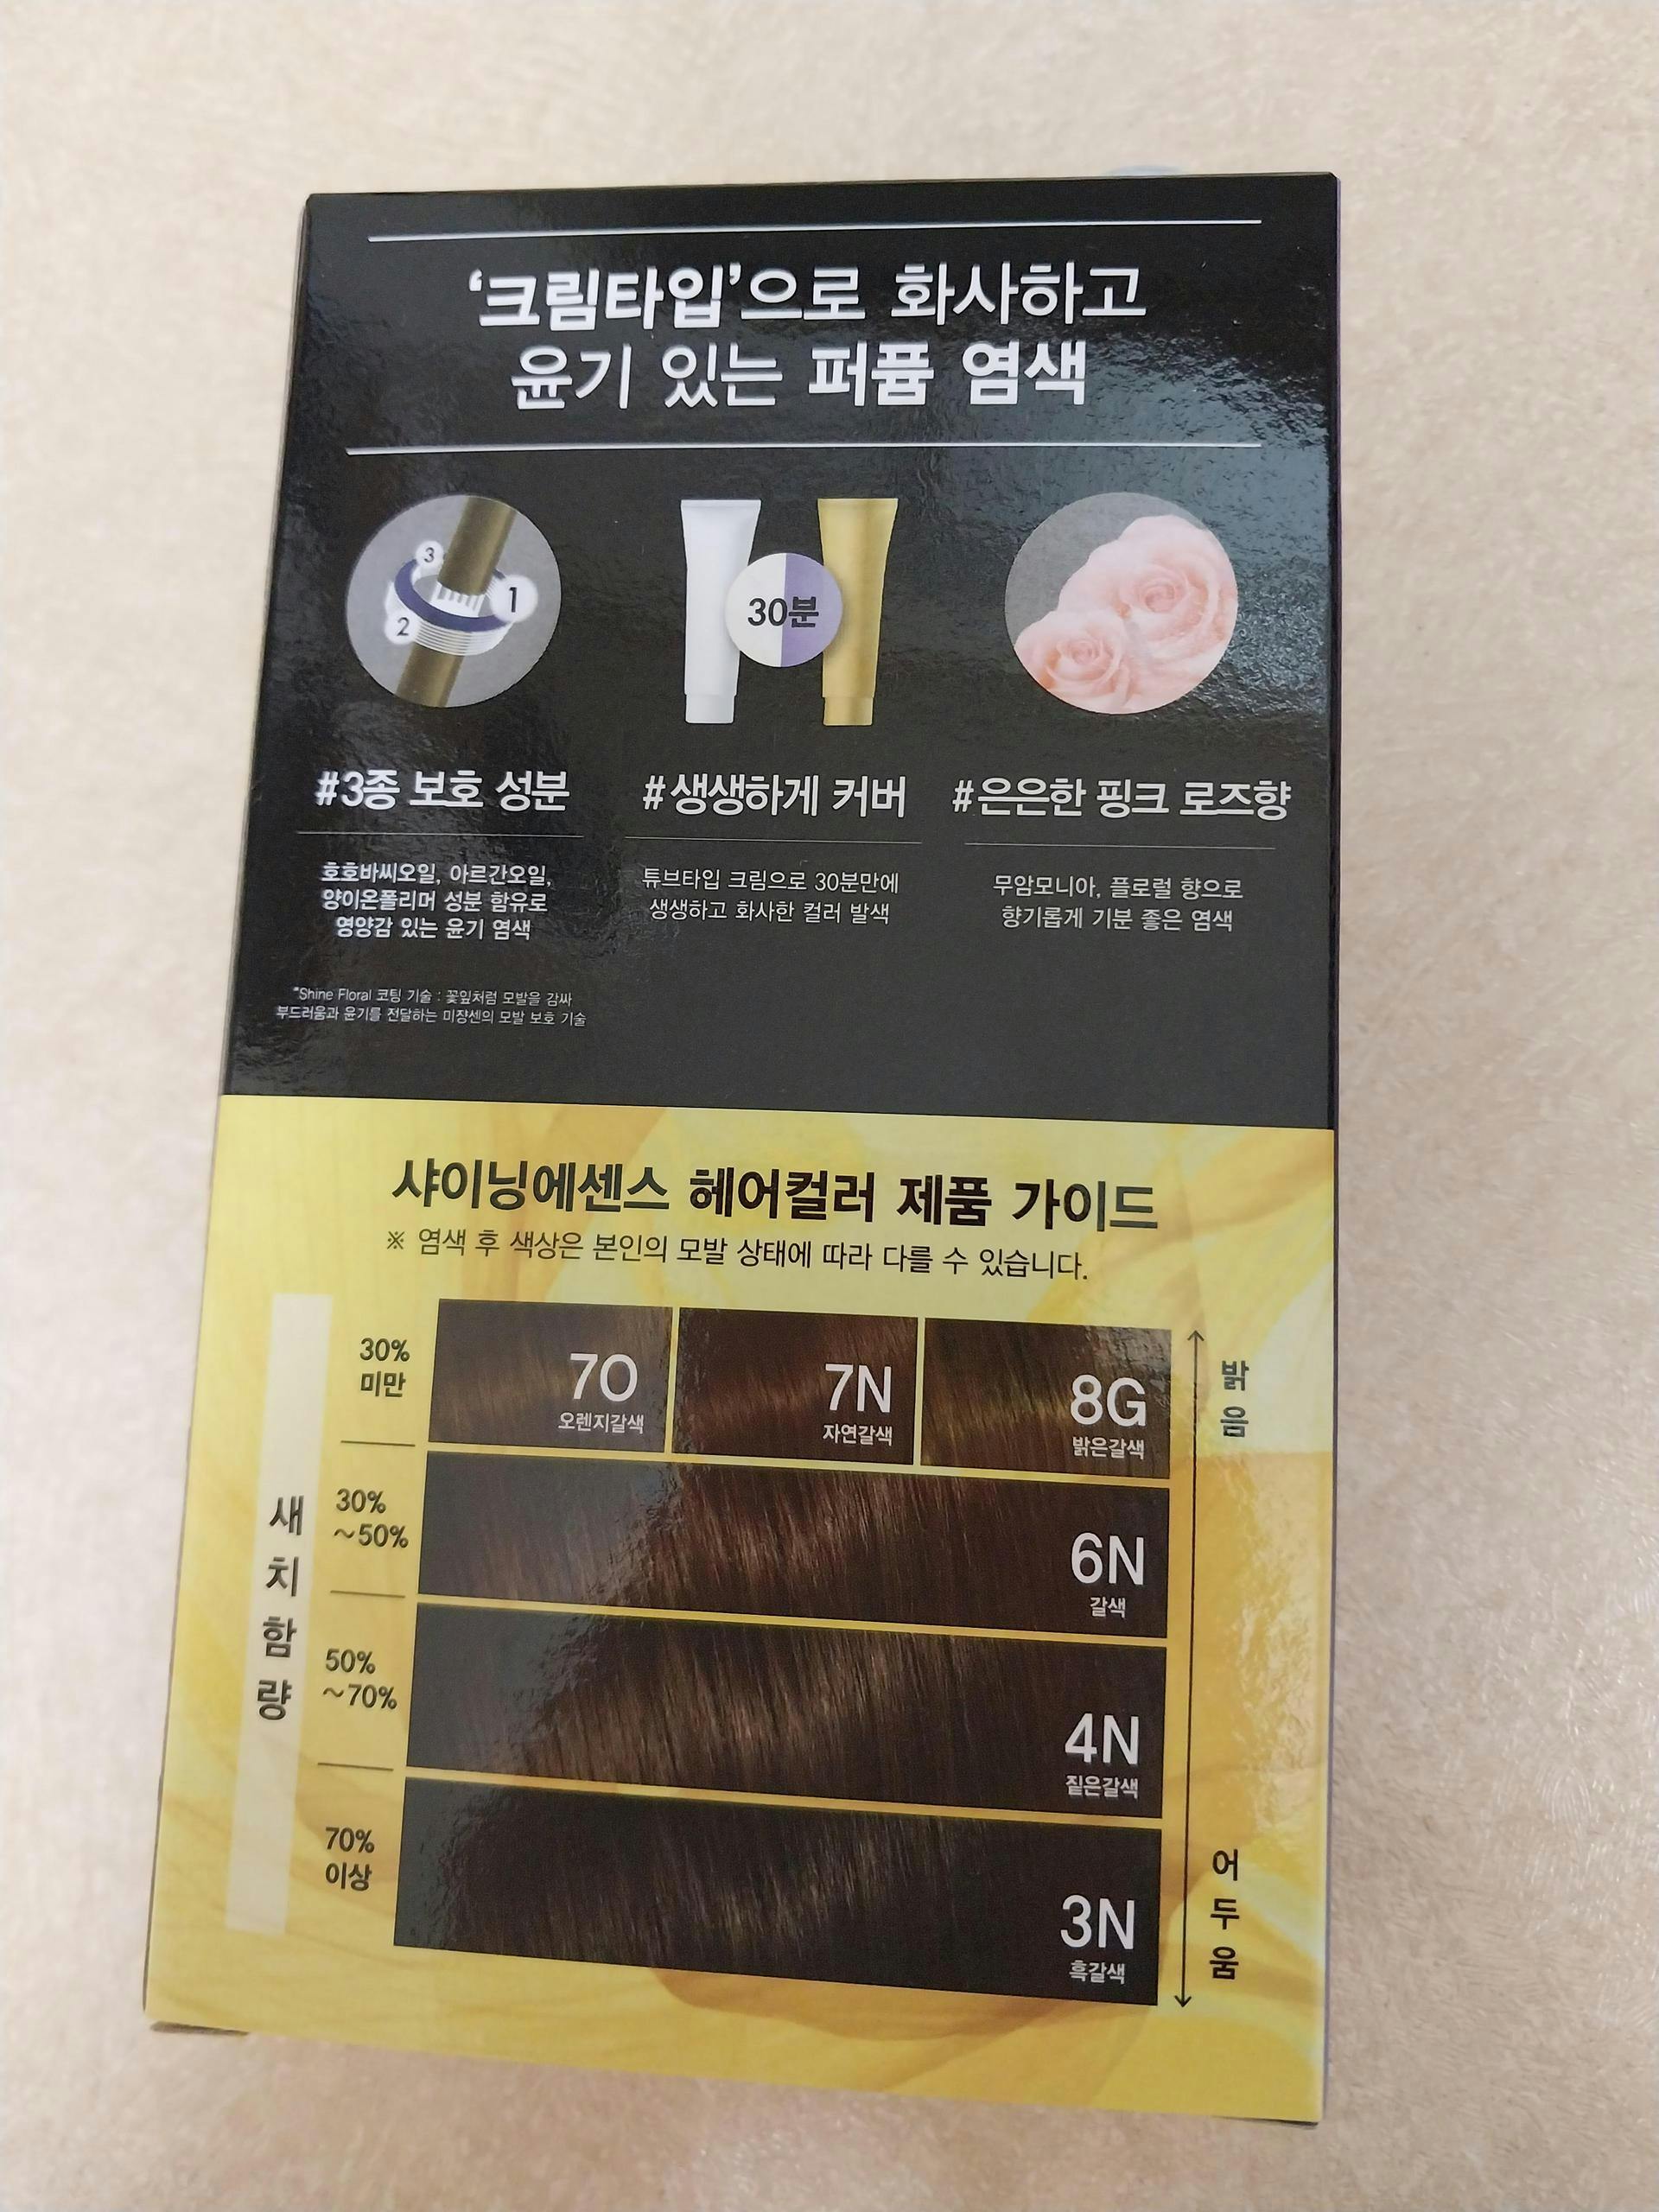 ‘크림타입’으로 화사하고
윤기 있는 퍼퓸 염색
3
1
2
30분
#3종 보호 성분
호호바씨오일, 아르간오일,
양이온폴리머 성분 함유로
영양감 있는 윤기 염색
*Shine Floral 코팅 기술 : 꽃잎처럼 모발을 감싸
부드러움과 윤기를 전달하는 미쟝센의 모발 보호 기술
#생생하게 커버
튜브타입 크림으로 30분만에
생생하고 화사한 컬러 발색
#은은한 핑크 로즈향
무암모니아, 플로럴 향으로
향기롭게 기분 좋은 염색
샤이닝에센스 헤어컬러 제품 가이드
※ 염색 후 색상은 본인의 모발 상태에 따라 다를 수 있습니다.
새치함량
30%
미만
7O
오렌지갈색
7N
자연갈색
8G
밝은갈색
30%
~50%
6N
갈색
50%
~70%
4N
짙은갈색
70%
이상
3N
흑갈색
밝음
어두움